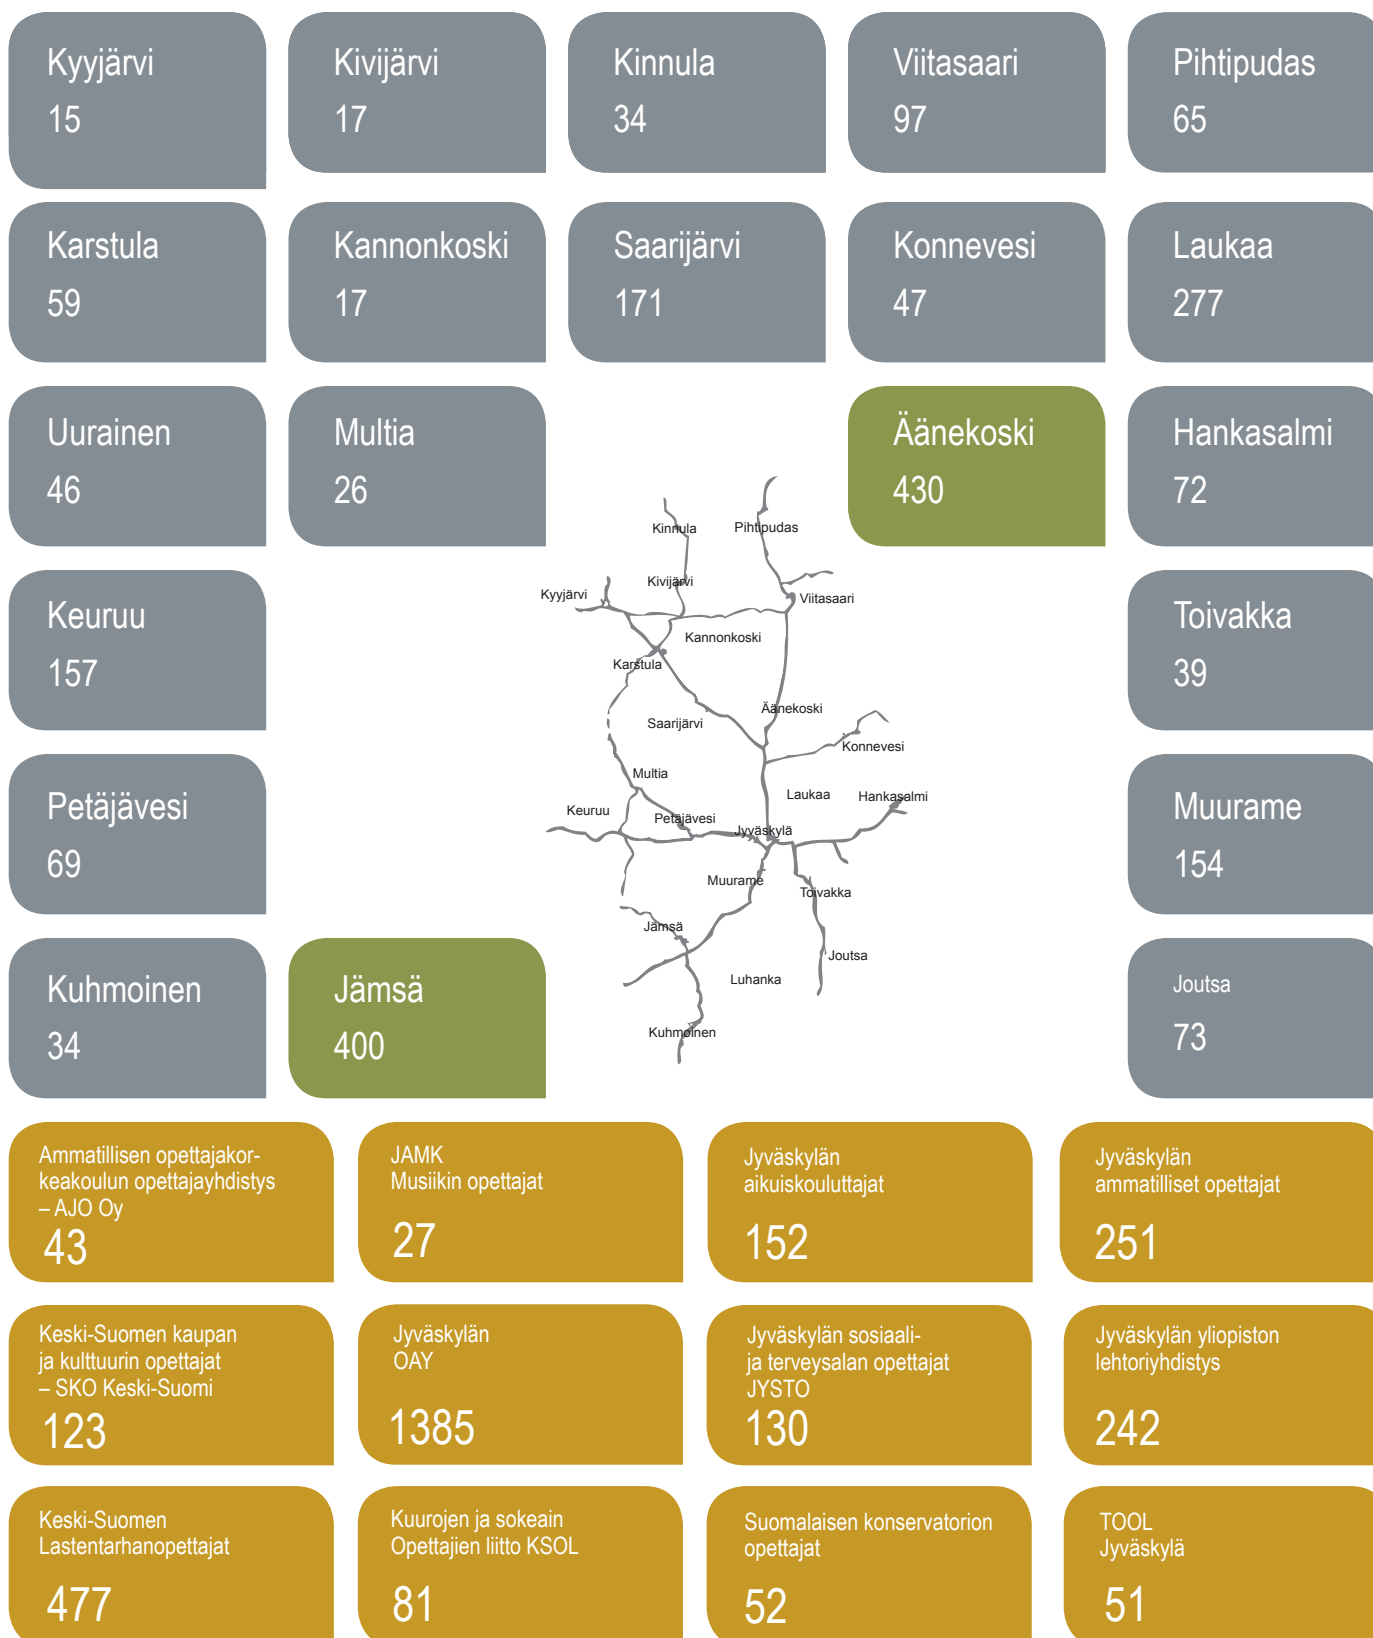 Kyyjärvi
15
Kivijärvi
17
Kinnula
34
Viitasaari
97
Pihtipudas
65
Karstula
59
Kannonkoski
17
Saarijärvi
171
Konnevesi
47
Laukaa
277
Uurainen
46
Multia
26
Äänekoski
430
Hankasalmi
72
Keuruu
157
Toivakka
39
Petäjävesi
69
Muurame
154
Kuhmoinen
34
Jämsä
400
Joutsa
73
Kinnula
Pihtipudas
Kivijärvi
Kyyjärvi
Viitasaari
Kannonkoski
Karstula
Äänekoski
Saarijärvi
Konnevesi
Multia
Laukaa
Hankasalmi
Keuruu
Petäjävesi
Jyväskylä
Muurame
Toivakka
Jämsä
Joutsa
Luhanka
Kuhmoinen
Ammatillisen opettajakor-
keakoulun opettajayhdistys
– AJO Oy
43
JAMK
Musiikin opettajat
27
Jyväskylän
aikuiskouluttajat
152
Jyväskylän
ammatilliset opettajat
251
Keski-Suomen kaupan
ja kulttuurin opettajat
– SKO Keski-Suomi
123
Jyväskylän
OAY
1385
Jyväskylän sosiaali-
ja terveysalan opettajat
JYSTO
130
Jyväskylän yliopiston
lehtoriyhdistys
242
Keski-Suomen
Lastentarhanopettajat
477
Kuurojen ja sokeain
Opettajien liitto KSOL
81
Suomalaisen konservatorion
opettajat
52
TOOL
Jyväskylä
51